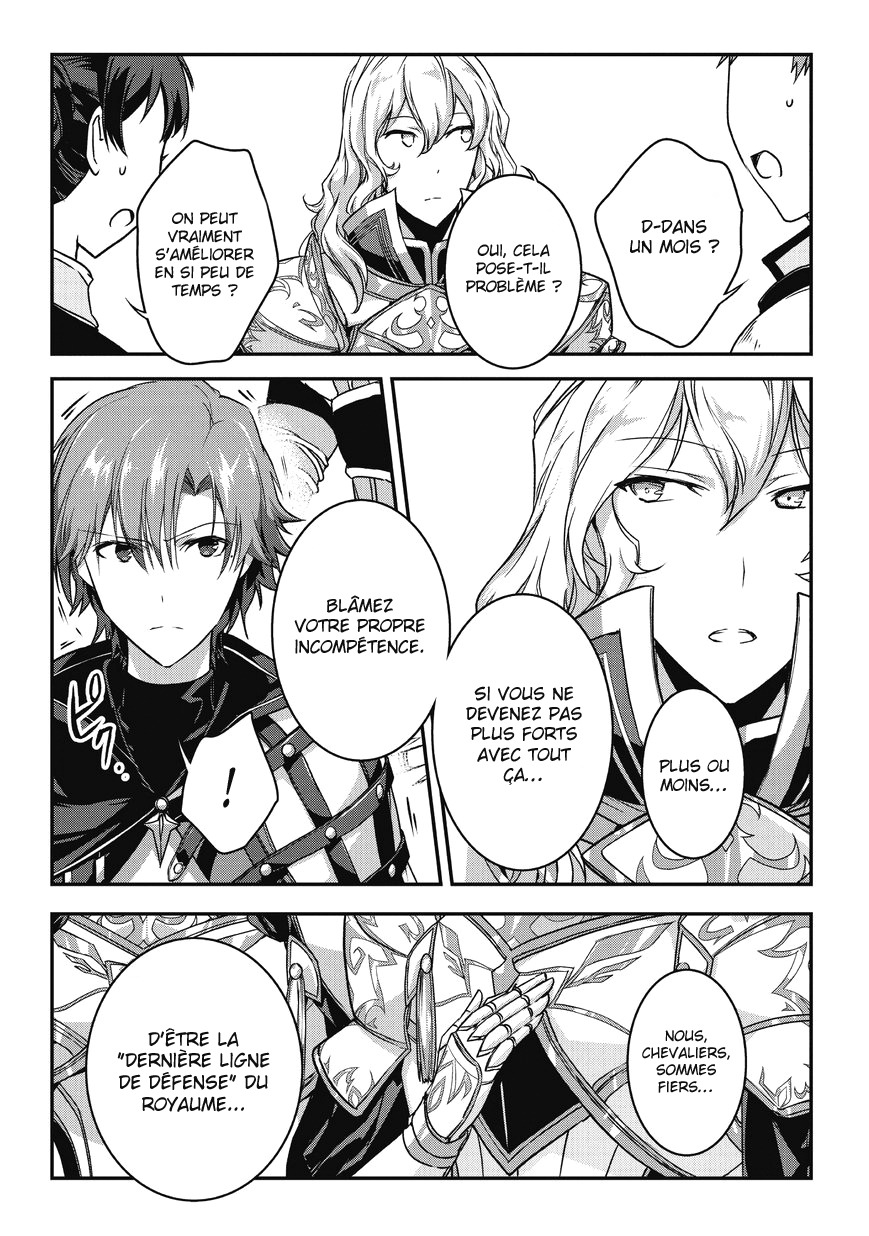 D-DANS
UN MOIS ?
OUI, CELA
POSE-T-IL
PROBLÈME ?
ON PEUT
VRAIMENT
S'AMÉLIORER
EN SI PEU DE
TEMPS ?
PLUS OU
MOINS...
SI VOUS NE
DEVENEZ PAS
PLUS FORTS
AVEC TOUT
ÇA...
BLÂMEZ
VOTRE PROPRE
INCOMPÉTENCE.
!
ピク...
NOUS,
CHEVALIERS,
SOMMES
FIERS...
D'ÊTRE LA
"DERNIÈRE LIGNE
DE DÉFENSE" DU
ROYAUME...